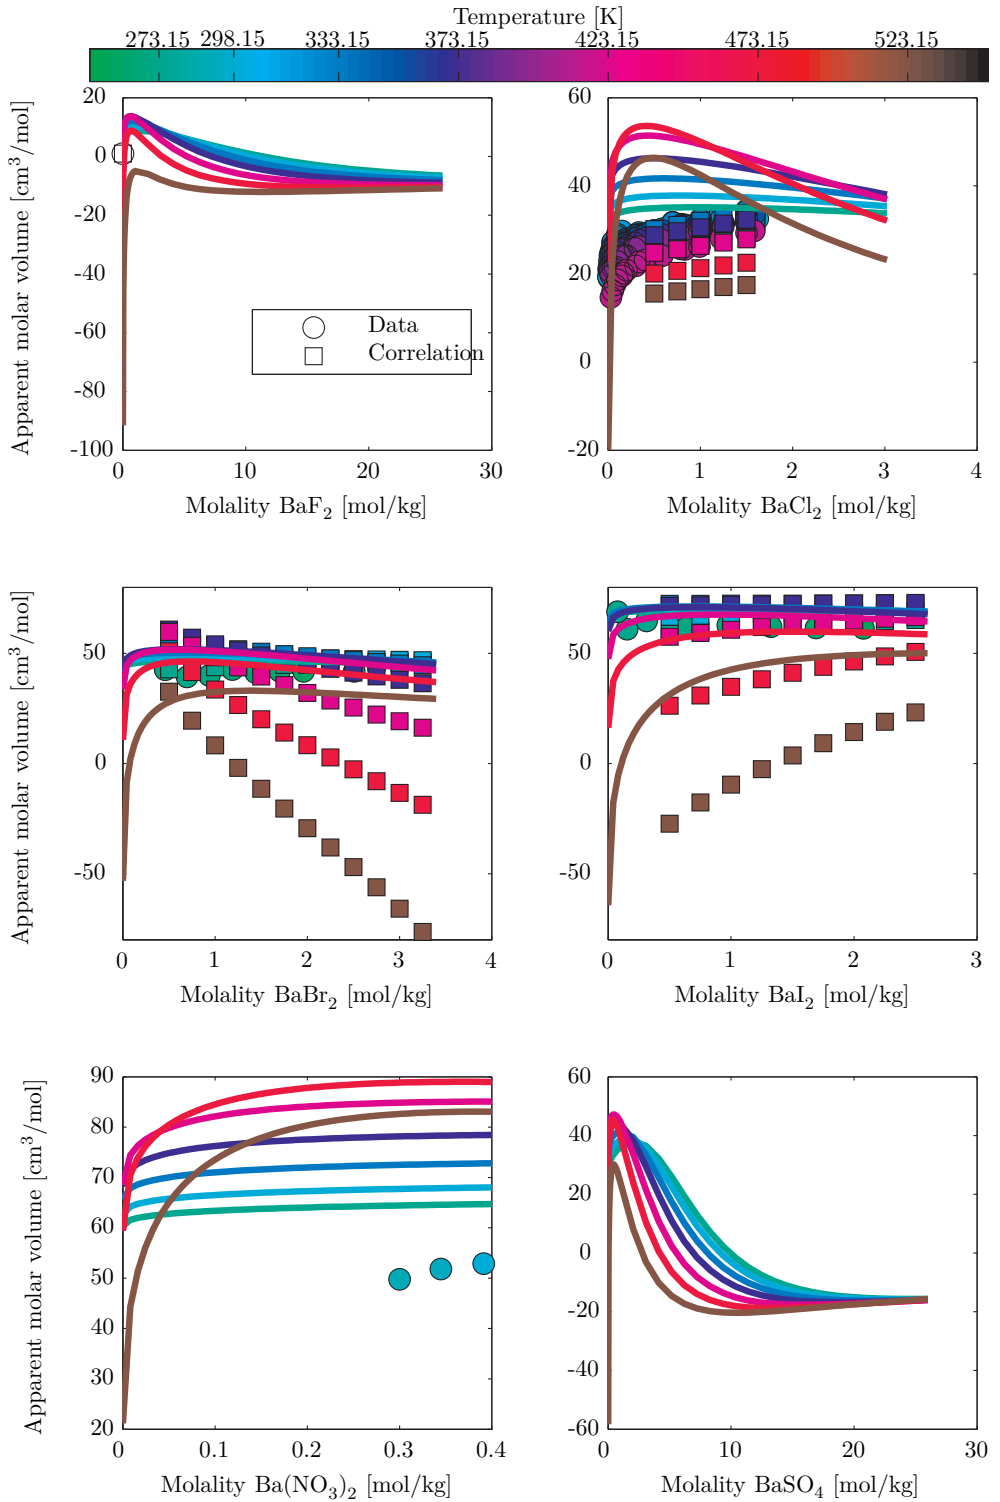 Temperature [K]
273.15 298.15 333.15 373.15 423.15 473.15 523.15
Apparent molar volume [cm³/mol]
20
0
-20
-40
-60
-80
-100
0 10 20 30
Molality BaF₂ [mol/kg]
Data
Correlation
60
40
20
0
-20
0 1 2 3 4
Molality BaCl₂ [mol/kg]
Apparent molar volume [cm³/mol]
50
0
-50
0 1 2 3 4
Molality BaBr₂ [mol/kg]
50
0
-50
0 1 2 3
Molality BaI₂ [mol/kg]
Apparent molar volume [cm³/mol]
90
80
70
60
50
40
30
20
0 0.1 0.2 0.3 0.4
Molality Ba(NO₃)₂ [mol/kg]
60
40
20
0
-20
-40
-60
0 10 20 30
Molality BaSO₄ [mol/kg]